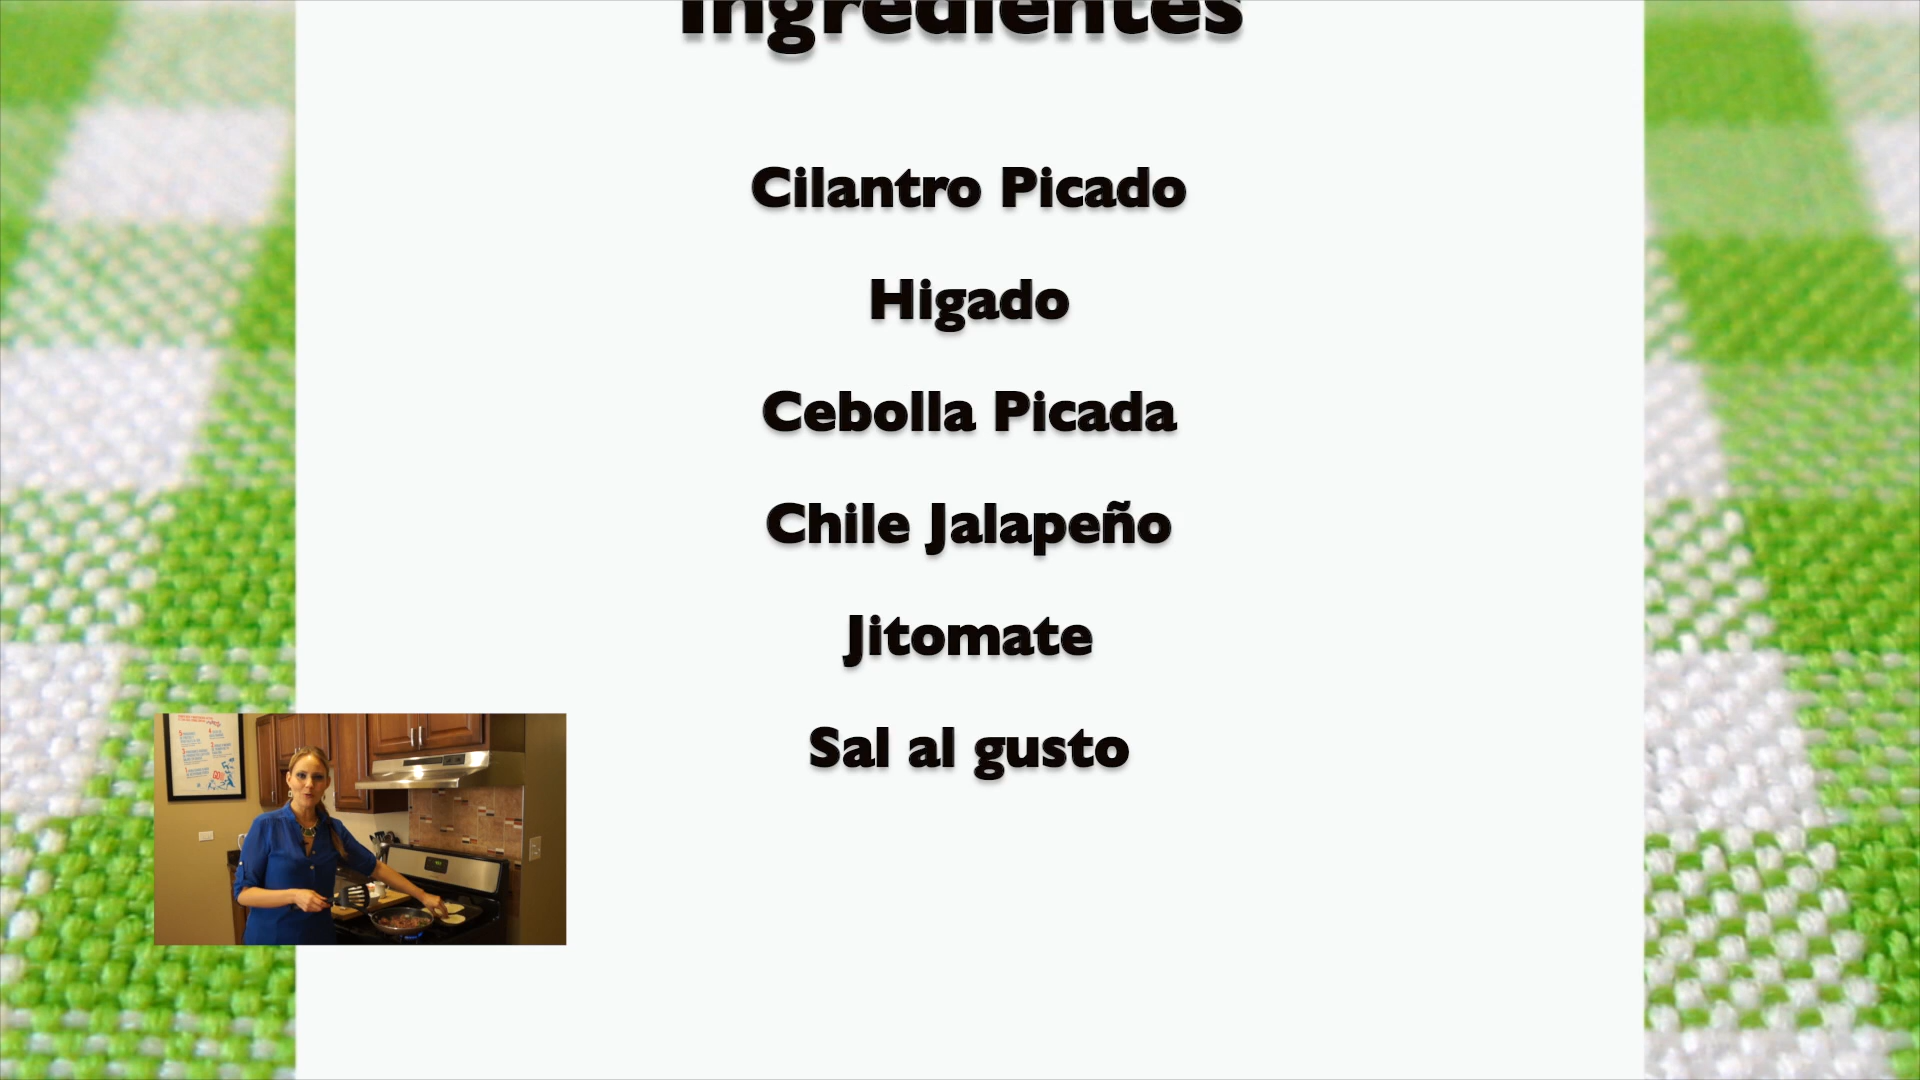 Ingredientes
Cilantro Picado
Higado
Cebolla Picada
Chile Jalapeño
Jitomate
Sal al gusto